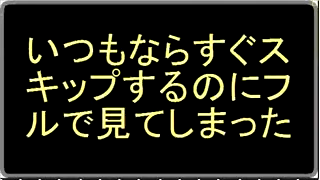 いつもならすぐス
キップするのにフ
ルで見てしまった